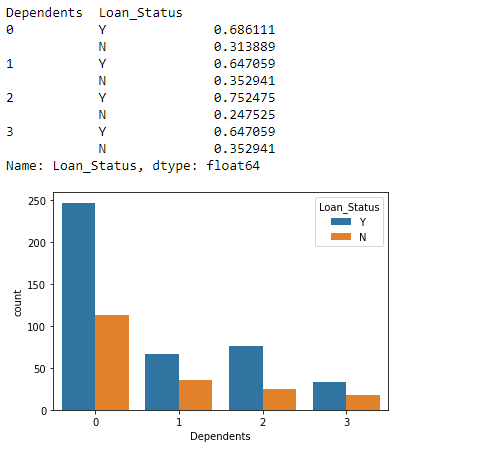 Dependents  Loan_Status
0           Y              0.686111
            N              0.313889
1           Y              0.647059
            N              0.352941
2           Y              0.752475
            N              0.247525
3           Y              0.647059
            N              0.352941
Name: Loan_Status, dtype: float64
Loan_Status
Y
N
250
200
150
100
50
0
count
0 1 2 3
Dependents